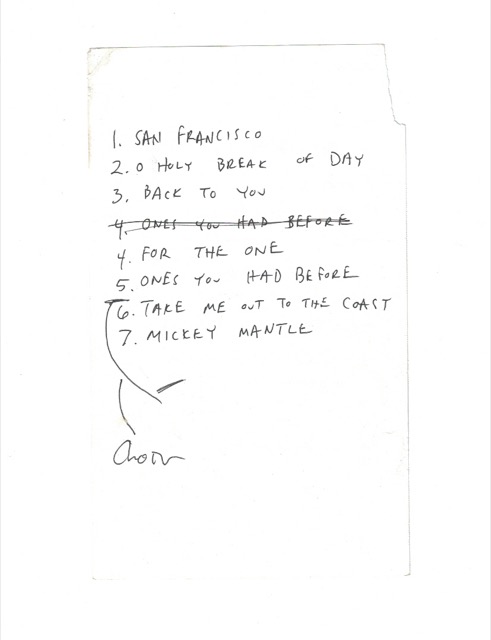 1. SAN FRANCISCO
2. O HOLY BREAK OF DAY
3. BACK TO YOU
4. ONES YOU HAD BEFORE
4. FOR THE ONE
5. ONES YOU HAD BEFORE
6. TAKE ME OUT TO THE COAST
7. MICKEY MANTLE